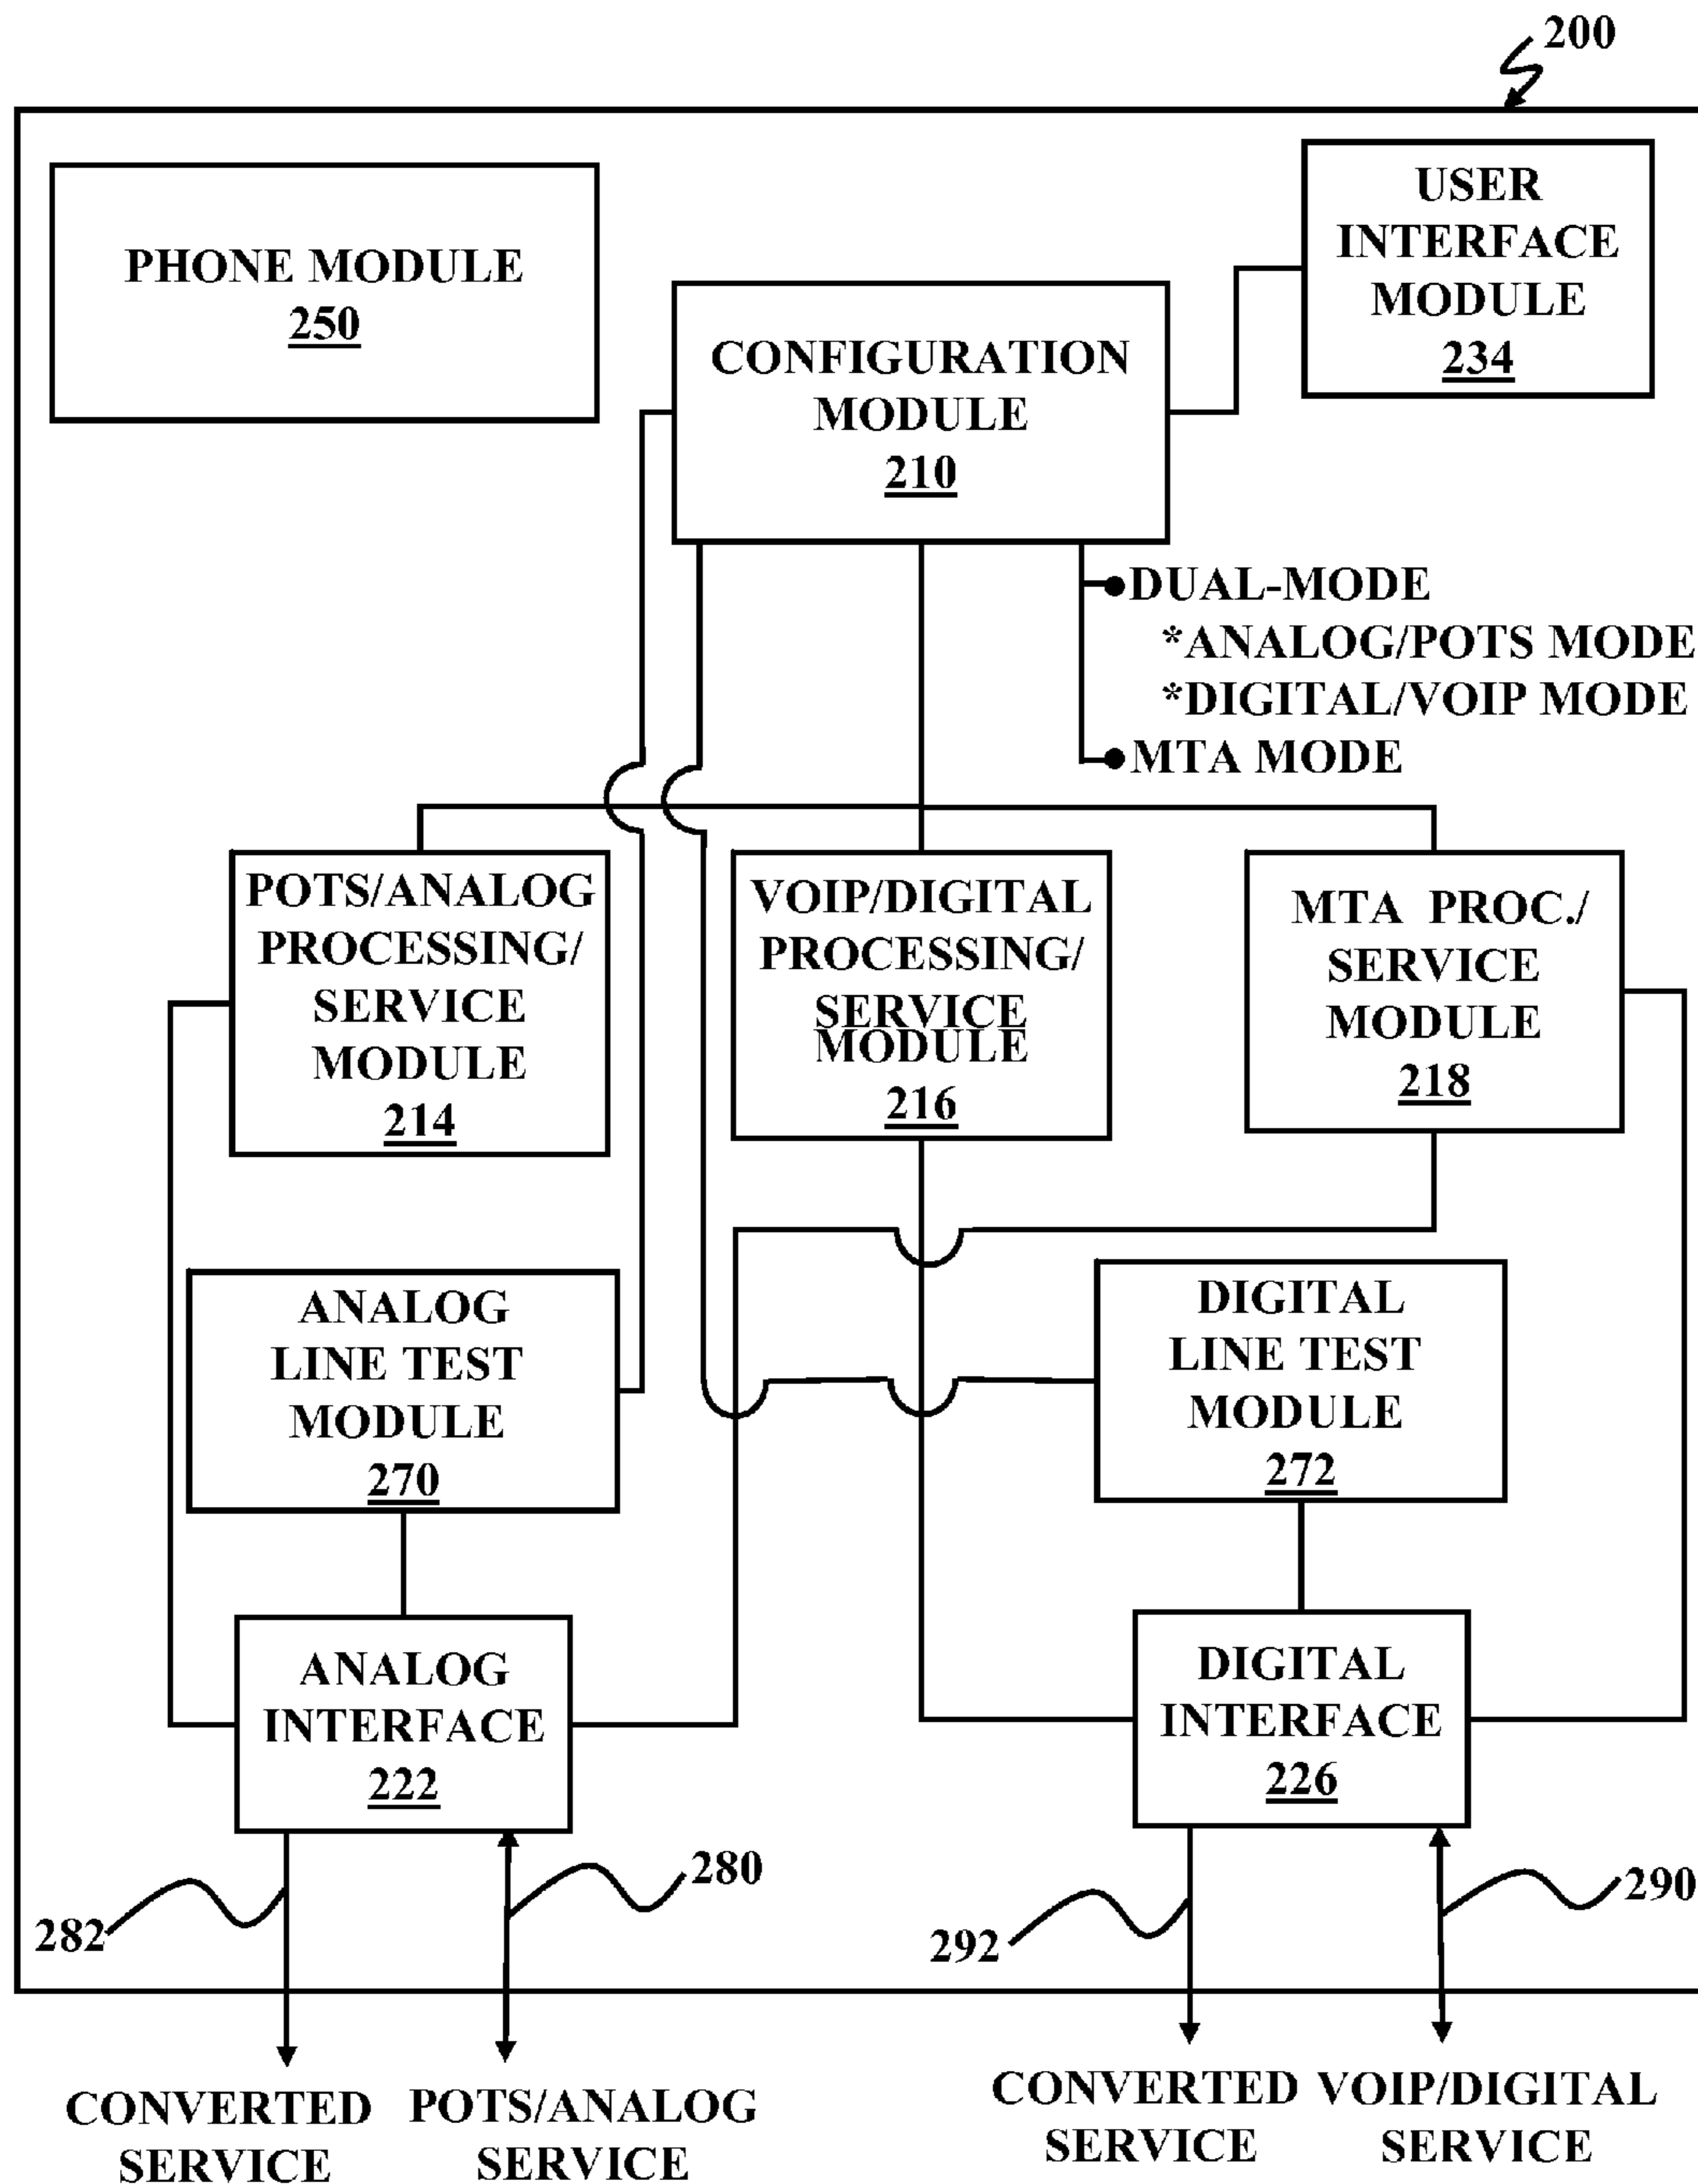 200
PHONE MODULE
250
USER
INTERFACE
MODULE
234
CONFIGURATION
MODULE
210
DUAL-MODE
*ANALOG/POTS MODE
*DIGITAL/VOIP MODE
MTA MODE
POTS/ANALOG
PROCESSING/
SERVICE
MODULE
214
VOIP/DIGITAL
PROCESSING/
SERVICE
MODULE
216
MTA PROC./
SERVICE
MODULE
218
ANALOG
LINE TEST
MODULE
270
DIGITAL
LINE TEST
MODULE
272
ANALOG
INTERFACE
222
DIGITAL
INTERFACE
226
282
280
292
290
CONVERTED
SERVICE
POTS/ANALOG
SERVICE
CONVERTED
SERVICE
VOIP/DIGITAL
SERVICE